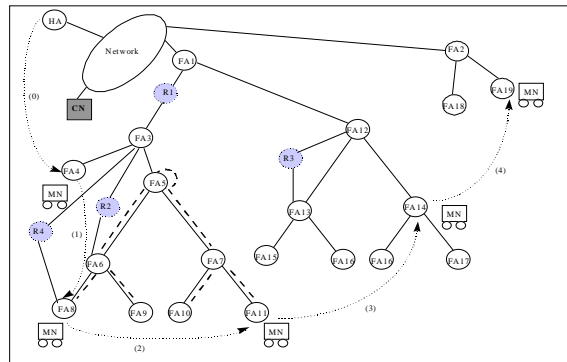 HA
Network
FA2
FA1
R1
CN
(0)
FA18
FA19
MN
FA12
FA3
R3
(4)
FA4
FA5
MN
R2
R4
(1)
FA13
FA14
MN
FA6
FA7
FA15
FA16
FA16
FA17
FA8
FA9
FA10
FA11
(3)
MN
(2)
MN